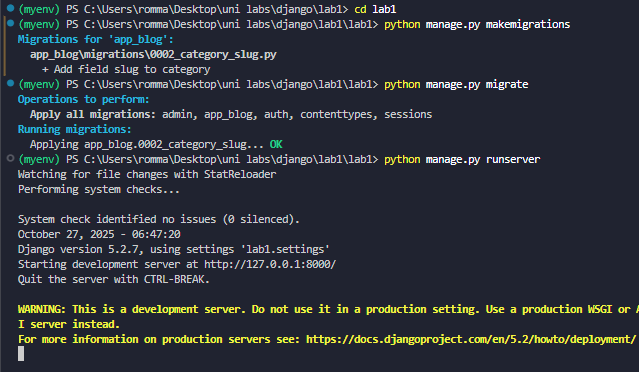 (myenv) PS C:\Users\romma\Desktop\uni labs\django\lab1> cd lab1
(myenv) PS C:\Users\romma\Desktop\uni labs\django\lab1\lab1> python manage.py makemigrations
Migrations for 'app_blog':
  app_blog\migrations\0002_category_slug.py
    + Add field slug to category
(myenv) PS C:\Users\romma\Desktop\uni labs\django\lab1\lab1> python manage.py migrate
Operations to perform:
  Apply all migrations: admin, app_blog, auth, contenttypes, sessions
Running migrations:
  Applying app_blog.0002_category_slug... OK
(myenv) PS C:\Users\romma\Desktop\uni labs\django\lab1\lab1> python manage.py runserver
Watching for file changes with StatReloader
Performing system checks...

System check identified no issues (0 silenced).
October 27, 2025 - 06:47:20
Django version 5.2.7, using settings 'lab1.settings'
Starting development server at http://127.0.0.1:8000/
Quit the server with CTRL-BREAK.

WARNING: This is a development server. Do not use it in a production setting. Use a production WSGI or A
I server instead.
For more information on production servers see: https://docs.djangoproject.com/en/5.2/howto/deployment/